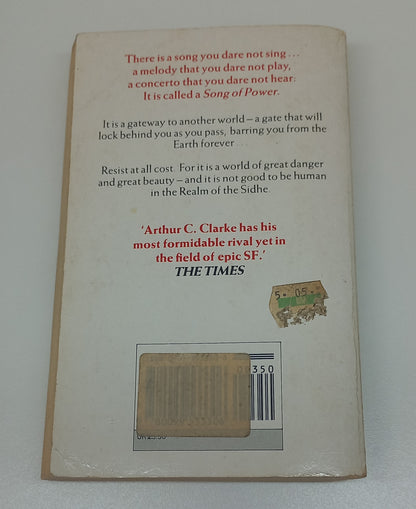 There is a song you dare not sing . . .
a melody that you dare not play,
a concerto that you dare not hear:
It is called a Song of Power.
It is a gateway to another world – a gate that will
lock behind you as you pass, barring you from the
Earth forever . . .
Resist at all cost. For it is a world of great danger
and great beauty – and it is not good to be human
in the Realm of the Sidhe
'Arthur C. Clarke has his
most formidable rival yet in
the field of epic SF.'
THE TIMES
350